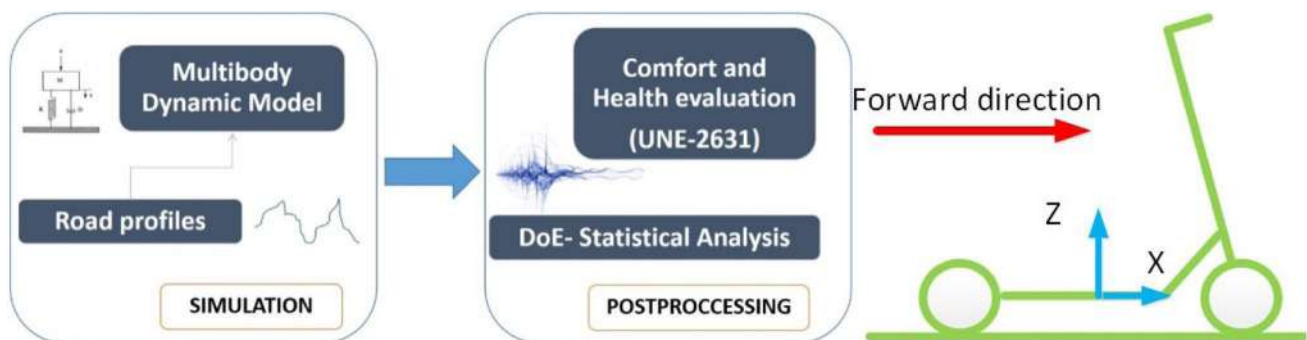 Multibody
Dynamic Model
Road profiles
SIMULATION
Comfort and
Health evaluation
(UNE-2631)
DoE- Statistical Analysis
POSTPROCCESSING
Forward direction
Z
X